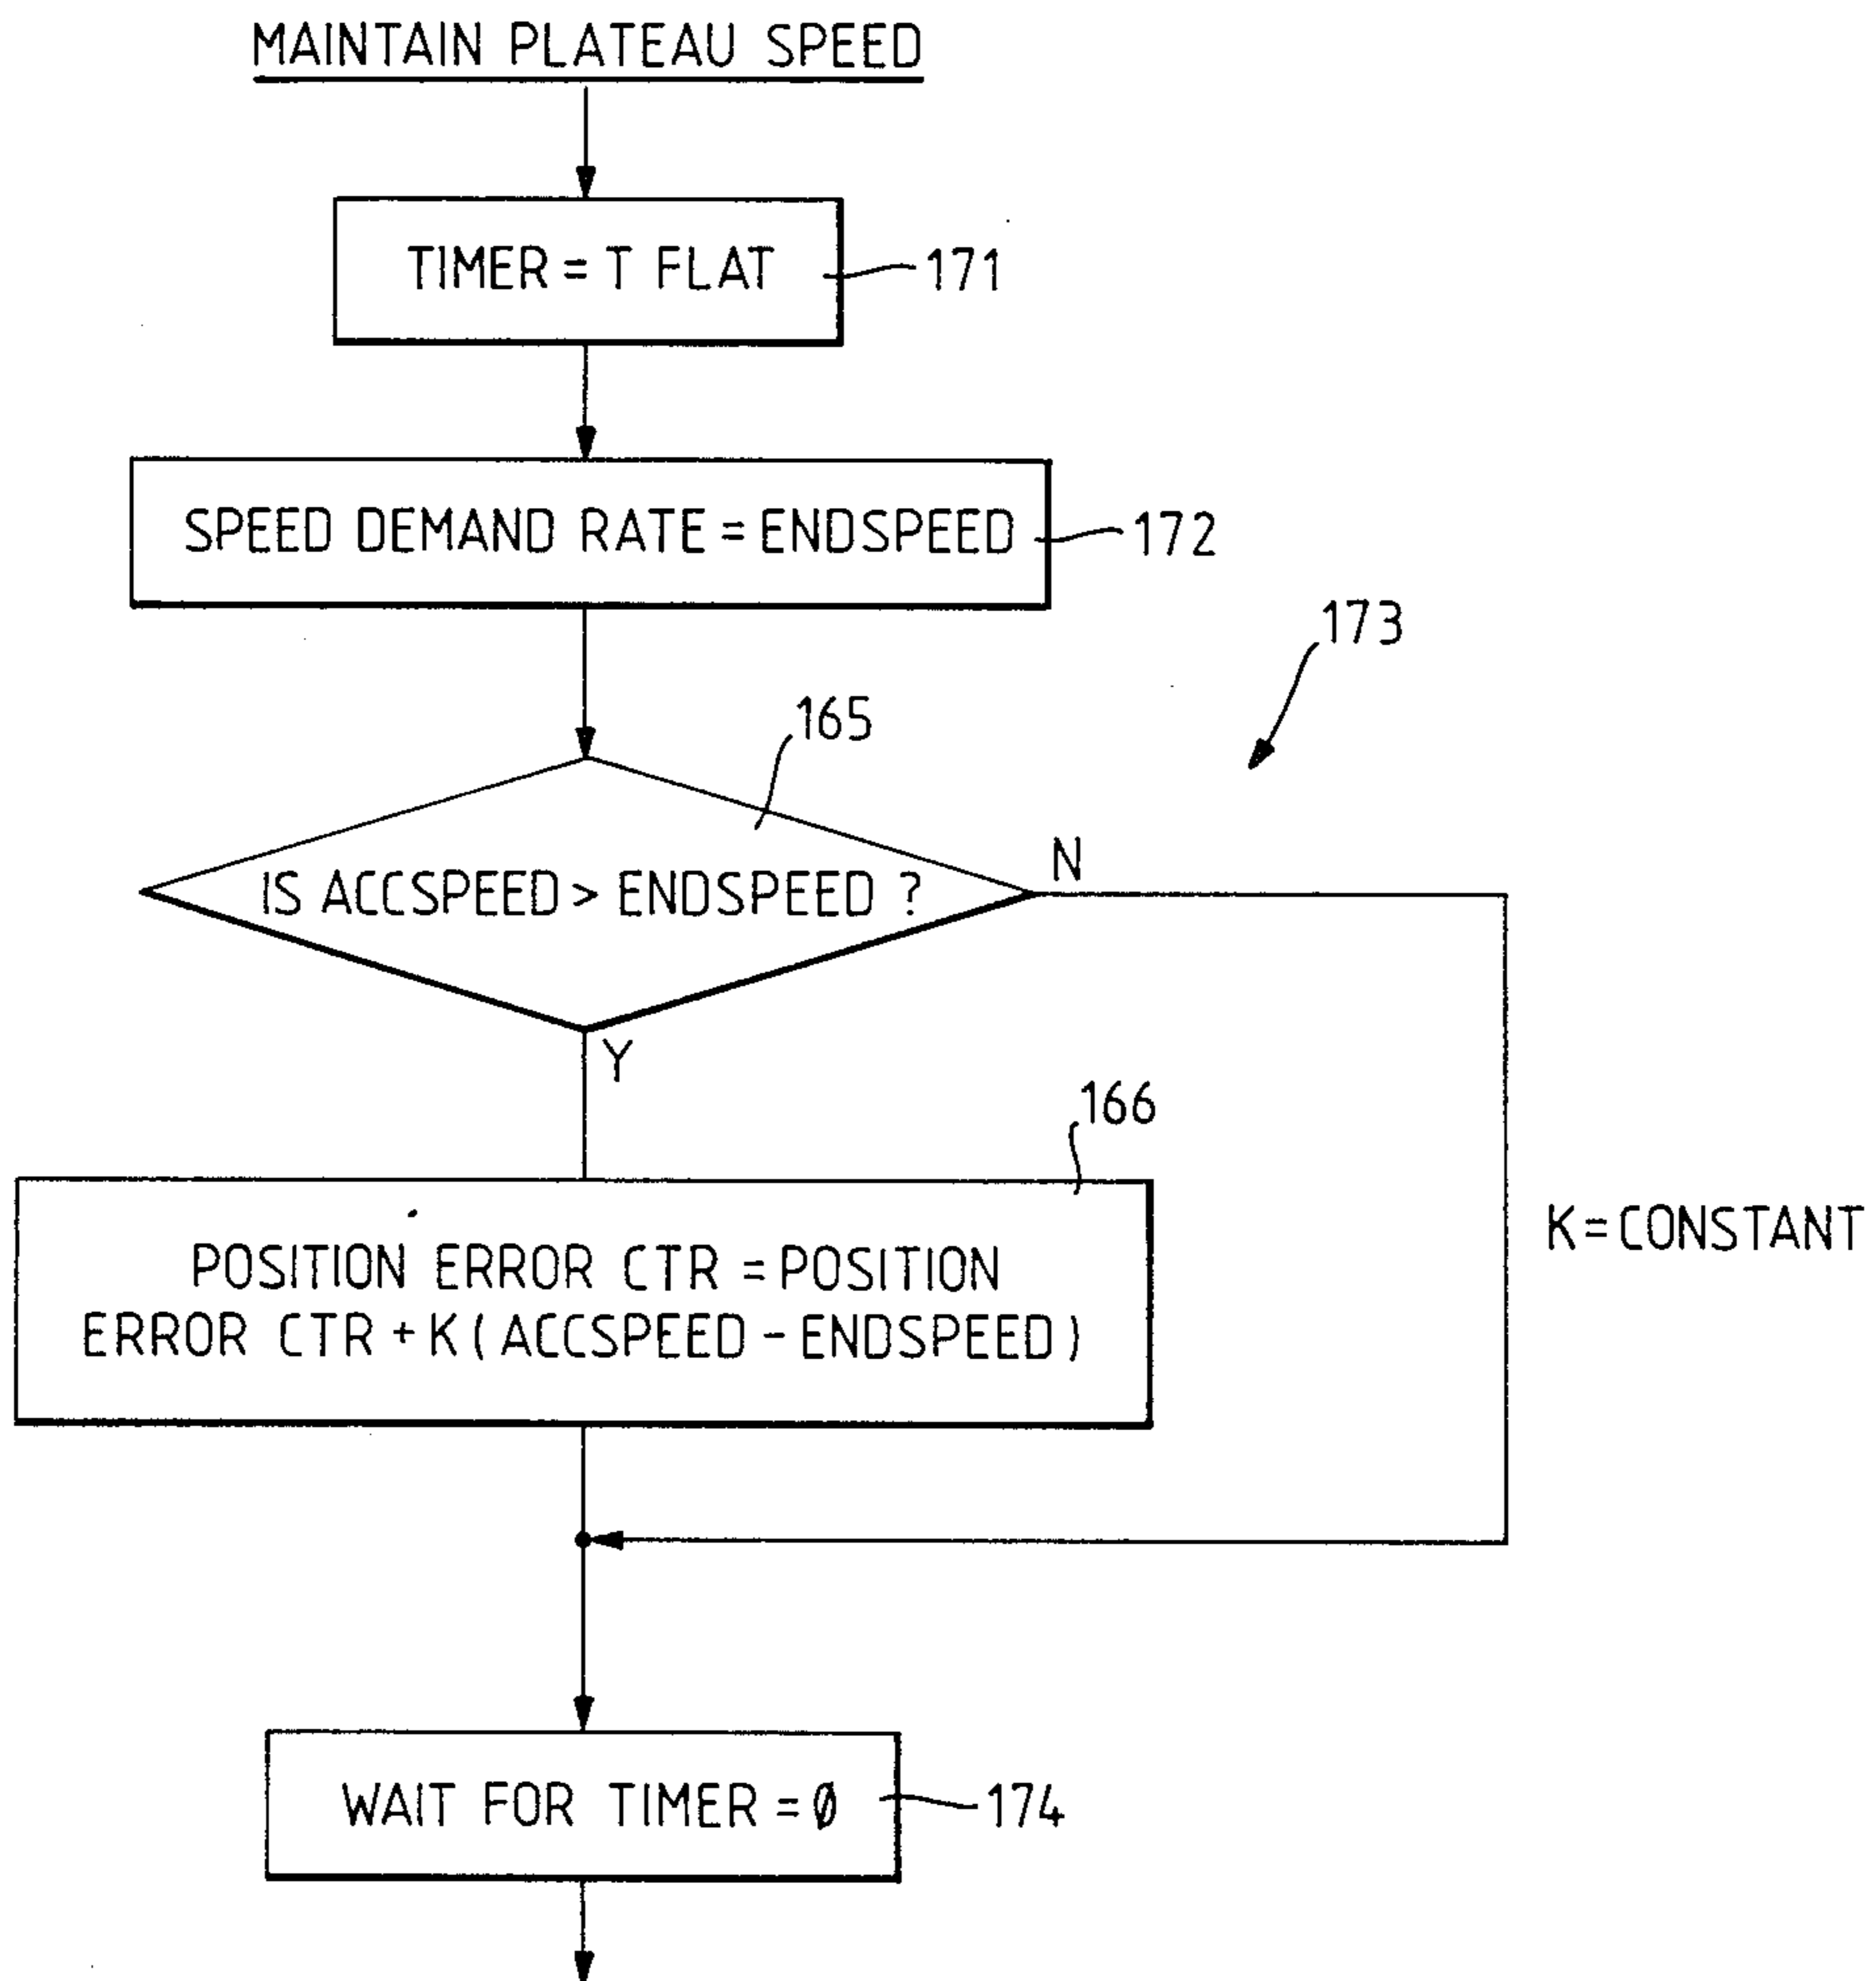 MAINTAIN PLATEAU SPEED
TIMER = T FLAT
171
SPEED DEMAND RATE = ENDSPEED
172
173
165
IS ACCSPEED > ENDSPEED ?
N
Y
166
POSITION ERROR CTR = POSITION
ERROR CTR + K ( ACCSPEED - ENDSPEED )
K = CONSTANT
WAIT FOR TIMER = Ø
174